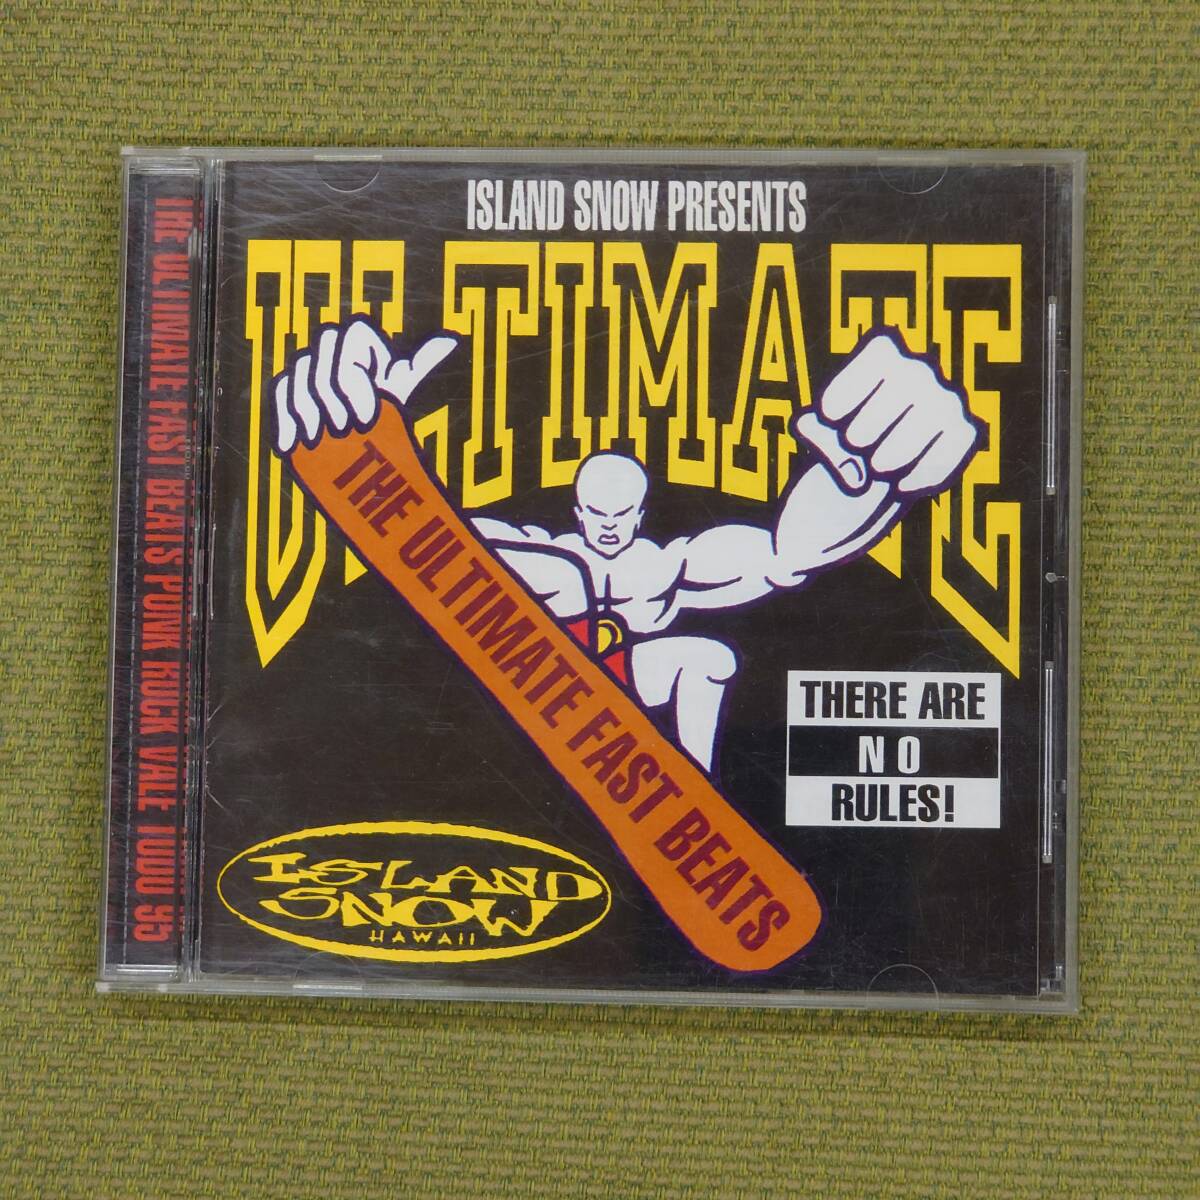 ISLAND SNOW PRESENTS
ULTIMATE
THE ULTIMATE FAST BEATS
THERE ARE
NO
RULES!
ISLAND
SNOW
HAWAII
THE ULTIMATE FAST BEATS PUNK ROCK VALE TUDO '95